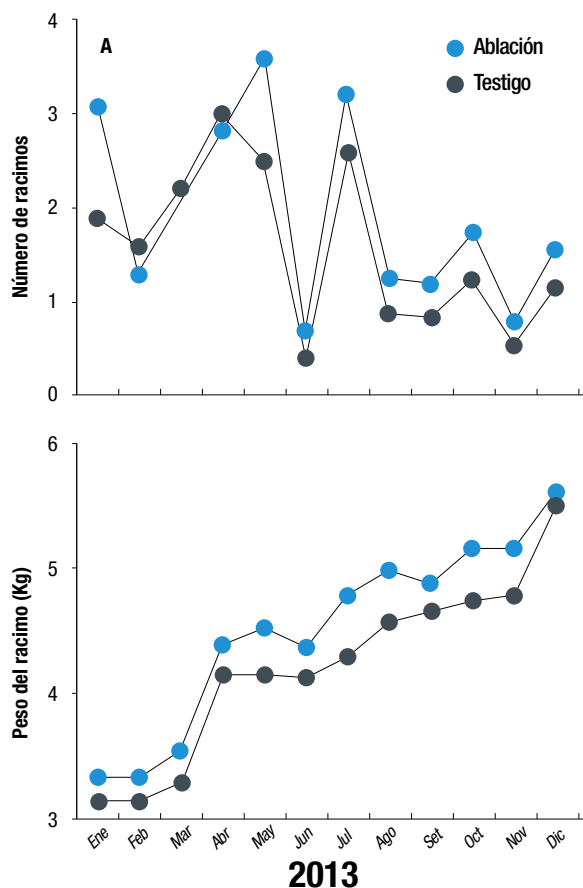 A
Ablación
Testigo
Número de racimos
4
3
2
1
0
Peso del racimo (Kg)
6
5
4
3
Ene Feb Mar Abr May Jun Jul Ago Set Oct Nov Dic
2013